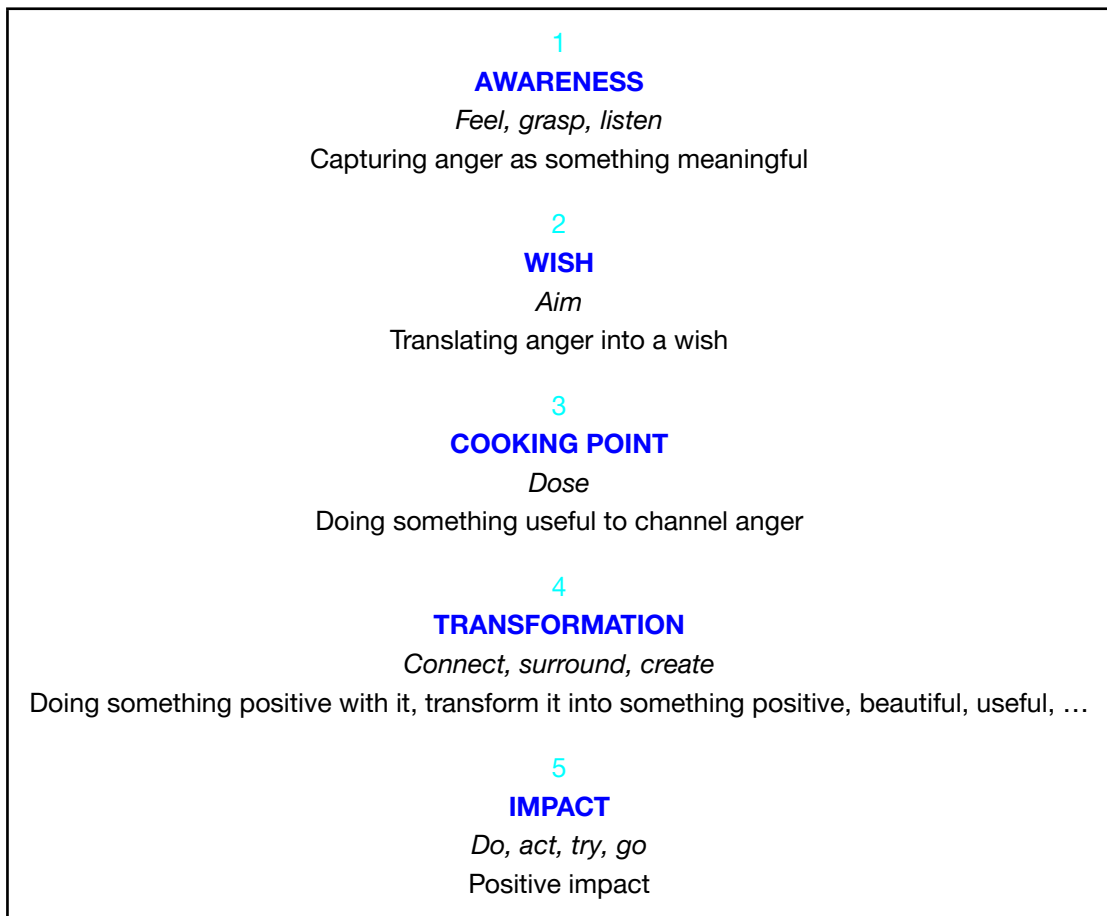 1
AWARENESS
Feel, grasp, listen
Capturing anger as something meaningful
2
WISH
Aim
Translating anger into a wish
3
COOKING POINT
Dose
Doing something useful to channel anger
4
TRANSFORMATION
Connect, surround, create
Doing something positive with it, transform it into something positive, beautiful, useful, …
5
IMPACT
Do, act, try, go
Positive impact